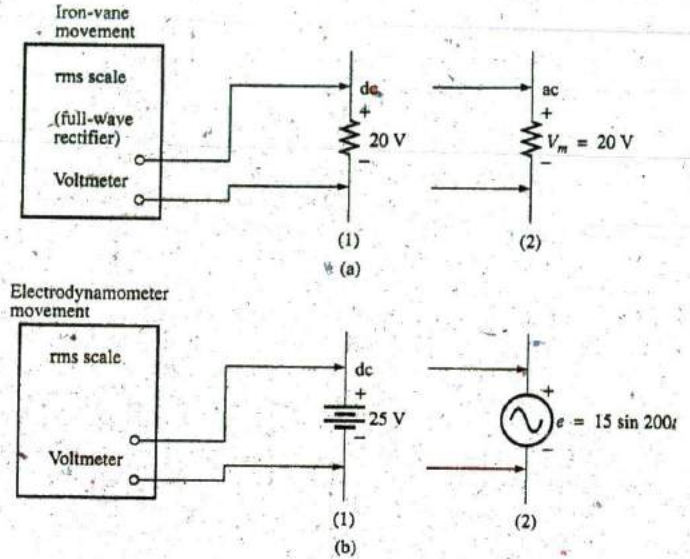 Iron-vane
movement
rms scale
(full-wave
rectifier)
Voltmeter
dc
+
20 V
−
(1)
ac
+
V_m = 20 V
−
(2)
(a)
Electrodynamometer
movement
rms scale
Voltmeter
dc
+
25 V
−
(1)
+
e = 15 sin 200t
−
(2)
(b)